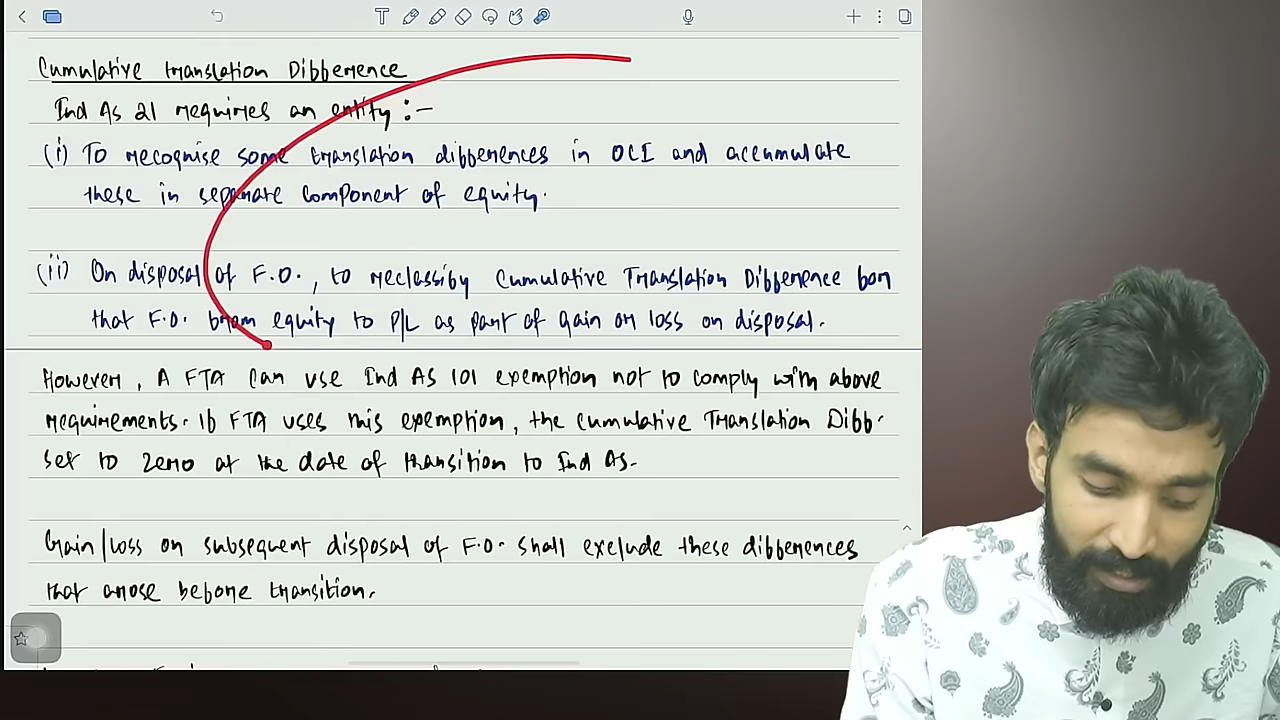 Cumulative Translation Difference
Ind As 21 requires an entity :-
(i) To recognise some translation differences in OCI and accumulate
these in separate component of equity.
(ii) On disposal of F.O., to reclassify Cumulative Translation Difference for
that F.O. from equity to P/L as part of gain or loss on disposal.
However, A FTA can use Ind AS 101 exemption not to comply with above
requirements. If FTA uses this exemption, the cumulative Translation Diff.
set to zero at the date of transition to Ind AS.
Gain/loss on subsequent disposal of F.O. shall exclude these differences
that arose before transition.